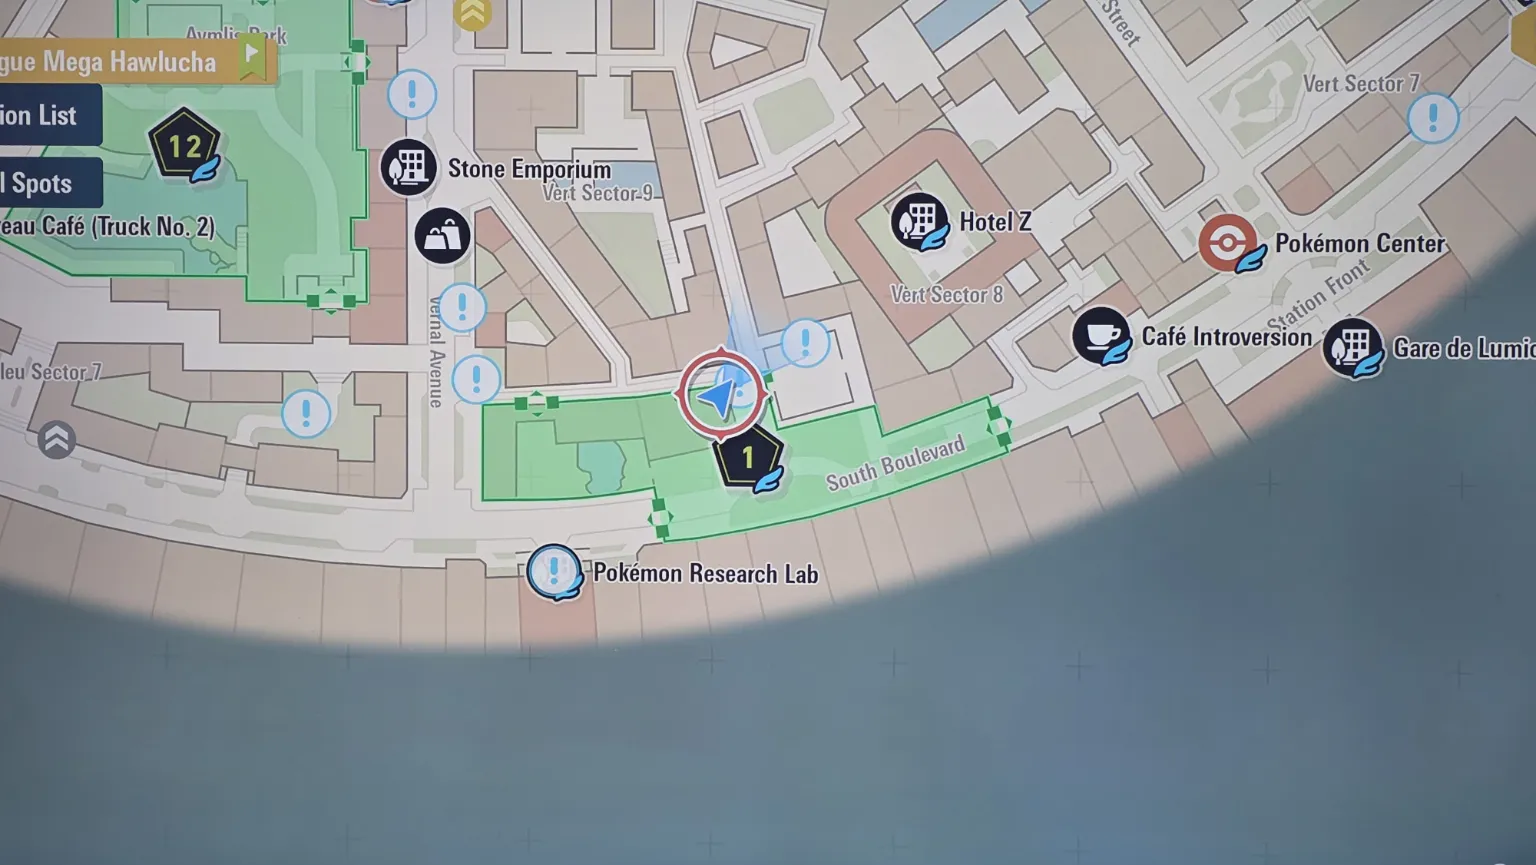 Aymlis Park
gue Mega Hawlucha
ion List
12
l Spots
eau Café (Truck No. 2)
Stone Emporium
Vert Sector 9
Street
Vert Sector 7
Hotel Z
Vert Sector 8
Pokémon Center
Station Front
Café Introversion
Gare de Lumio
Vernal Avenue
leu Sector 7
1
South Boulevard
Pokémon Research Lab